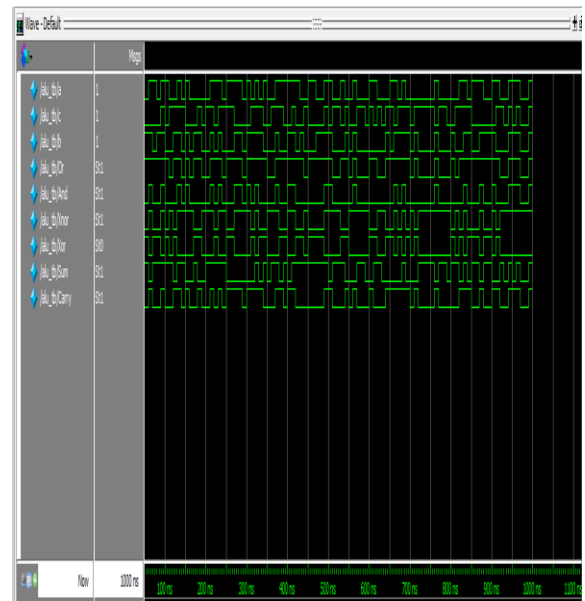 Wave - Default
Msgs
/alu_tb/a 1
/alu_tb/c 1
/alu_tb/b 1
/alu_tb/Or St1
/alu_tb/And St1
/alu_tb/Xnor St1
/alu_tb/Xor St0
/alu_tb/Sum St1
/alu_tb/Carry St1
Now 1000 ns
100 ns 200 ns 300 ns 400 ns 500 ns 600 ns 700 ns 800 ns 900 ns 1000 ns 1100 ns